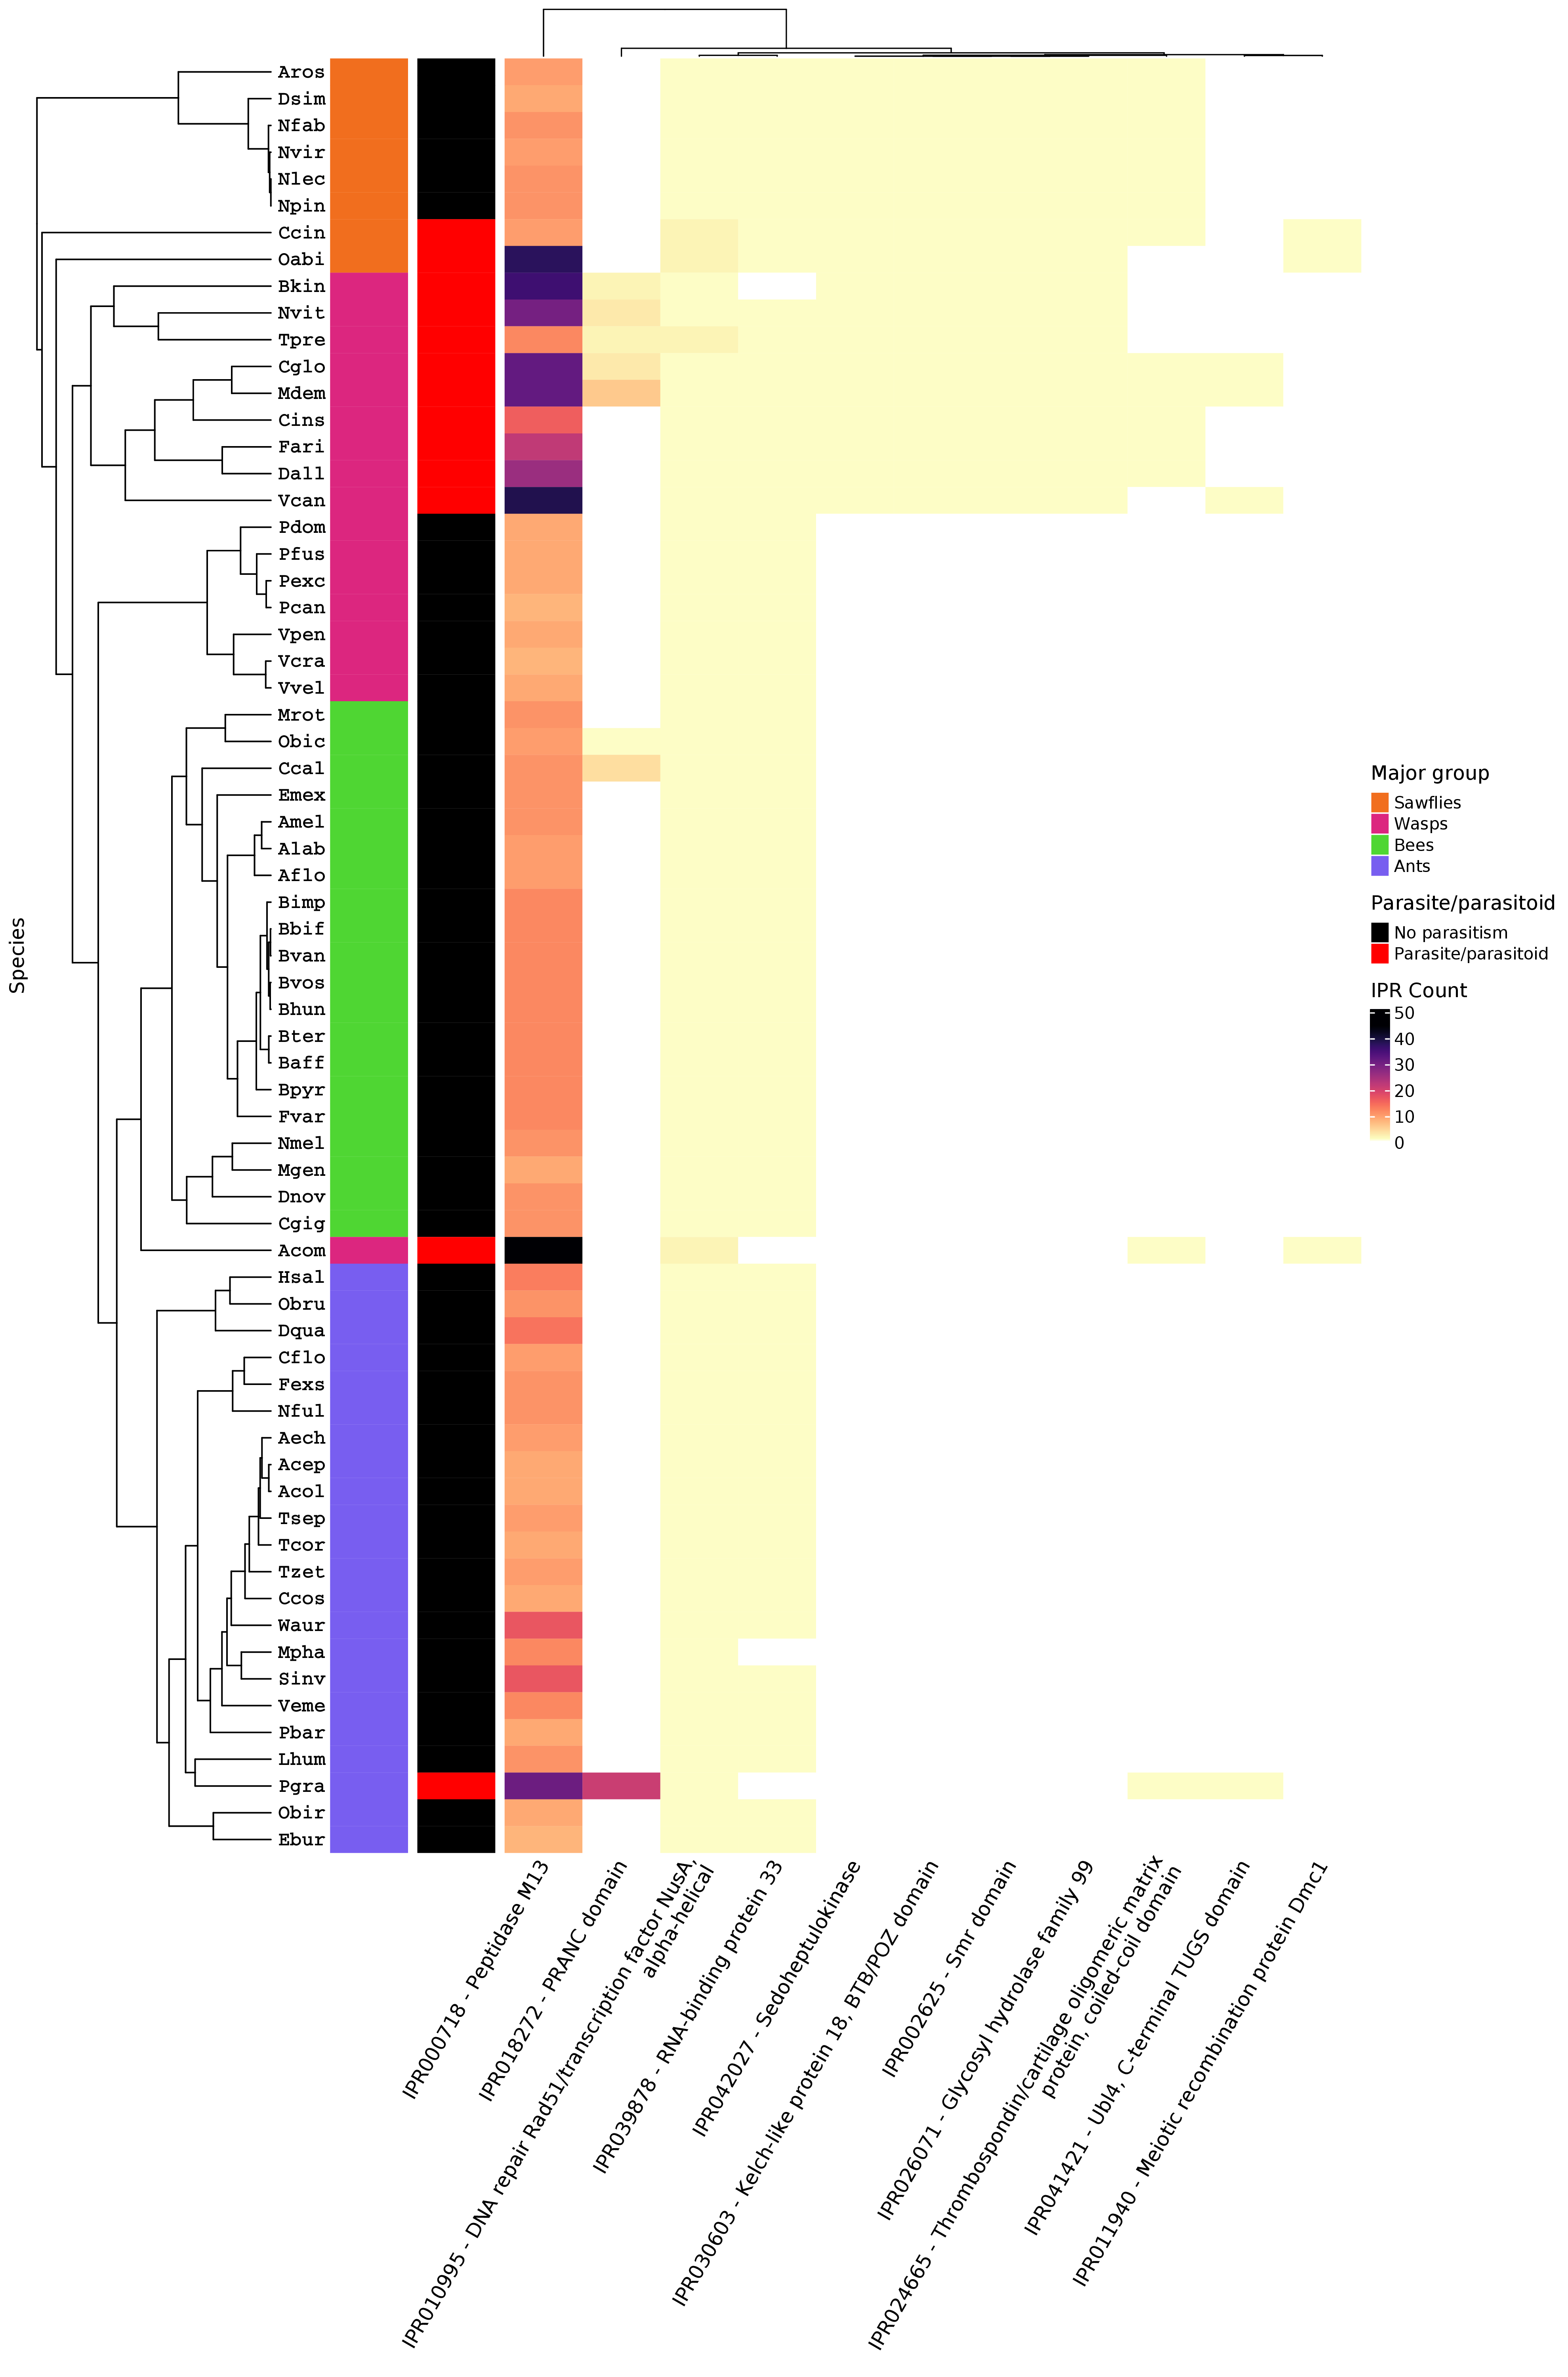 Aros
Dsim
Nfab
Nvir
Nlec
Npin
Ccin
Oabi
Bkin
Nvit
Tpre
Cglo
Mdem
Cins
Fari
Dall
Vcan
Pdom
Pfus
Pexc
Pcan
Vpen
Vcra
Vvel
Mrot
Obic
Ccal
Emex
Amel
Alab
Aflo
Bimp
Bbif
Bvan
Bvos
Bhun
Bter
Baff
Bpyr
Fvar
Nmel
Mgen
Dnov
Cgig
Acom
Hsal
Obru
Dqua
Cflo
Fexs
Nful
Aech
Acep
Acol
Tsep
Tcor
Tzet
Ccos
Waur
Mpha
Sinv
Veme
Pbar
Lhum
Pgra
Obir
Ebur
Species
IPR000718 - Peptidase M13
IPR018272 - PRANC domain
IPR010995 - DNA repair Rad51/transcription factor NusA,
alpha-helical
IPR039878 - RNA-binding protein 33
IPR042027 - Sedoheptulokinase
IPR030603 - Kelch-like protein 18, BTB/POZ domain
IPR002625 - Smr domain
IPR026071 - Glycosyl hydrolase family 99
IPR024665 - Thrombospondin/cartilage oligomeric matrix
protein, coiled-coil domain
IPR041421 - Ubl4, C-terminal TUGS domain
IPR011940 - Meiotic recombination protein Dmc1
Major group
Sawflies
Wasps
Bees
Ants
Parasite/parasitoid
No parasitism
Parasite/parasitoid
IPR Count
50
40
30
20
10
0